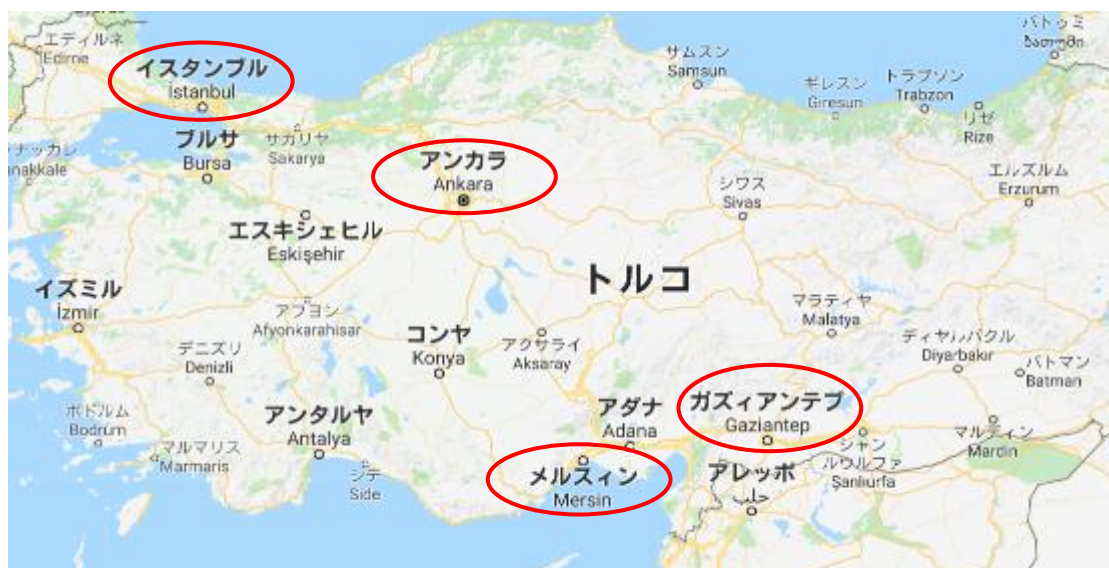 エディルネ
Edirne
イスタンブル
İstanbul
ブルサ
Bursa
サカリヤ
Sakarya
アンカラ
Ankara
サムスン
Samsun
ギレスン
Giresun
トラブゾン
Trabzon
リゼ
Rize
バトゥミ
ბათუმი
ナッカレ
nakkale
エスキシェヒル
Eskişehir
シワス
Sivas
エルズルム
Erzurum
トルコ
イズミル
İzmir
アフヨン
Afyonkarahisar
コンヤ
Konya
アクサライ
Aksaray
マラティヤ
Malatya
ディヤルバクル
Diyarbakır
バトマン
Batman
デニズリ
Denizli
ボドルム
Bodrum
マルマリス
Marmaris
アンタルヤ
Antalya
シデ
Side
アダナ
Adana
メルスィン
Mersin
ガズィアンテプ
Gaziantep
アレッポ
حلب
シャン
ルウルファ
Şanlıurfa
マルディン
Mardin